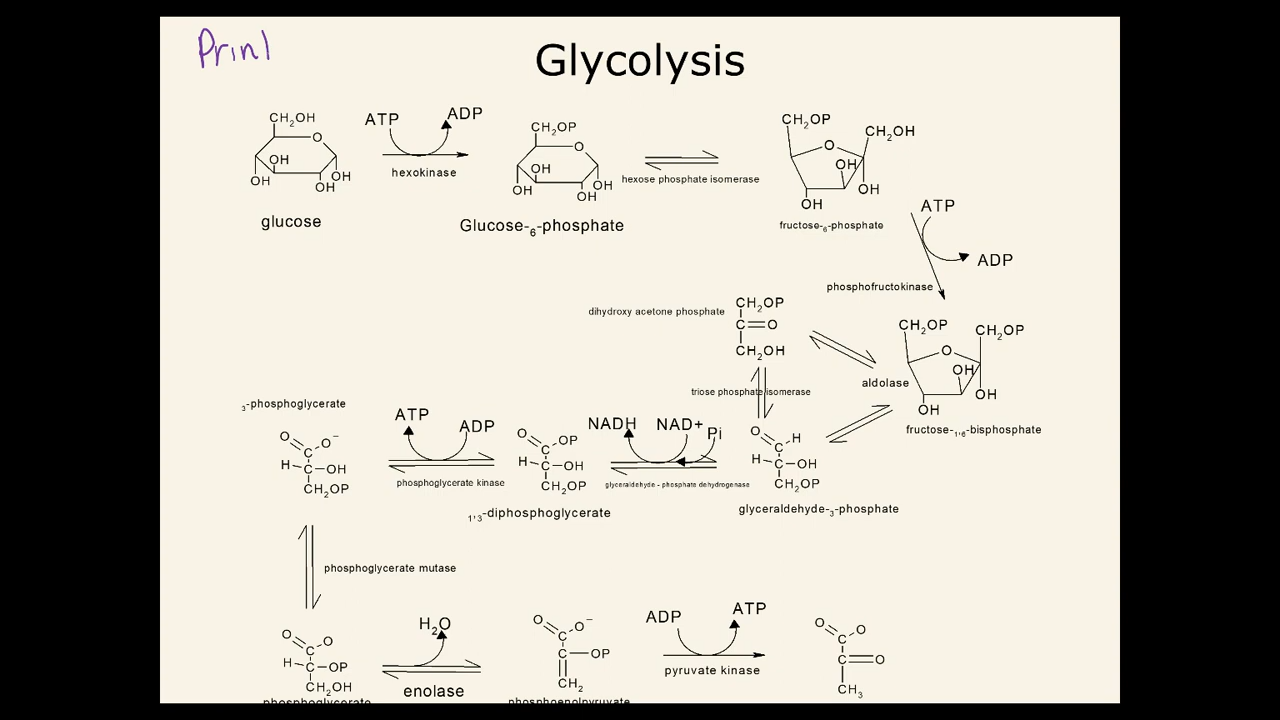 Prinl
Glycolysis
CH2OH
O
OH
OH
OH
OH
glucose
ATP
ADP
hexokinase
CH2OP
O
OH
OH
OH
OH
Glucose-6-phosphate
hexose phosphate isomerase
CH2OP
CH2OH
O
OH
OH
OH
fructose-6-phosphate
ATP
ADP
phosphofructokinase
CH2OP
CH2OP
O
OH
OH
OH
fructose-1,6-bisphosphate
aldolase
dihydroxy acetone phosphate
CH2OP
C=O
CH2OH
triose phosphate isomerase
O
C
H
H-C-OH
CH2OP
glyceraldehyde-3-phosphate
NADH
NAD+
Pi
glyceraldehyde - phosphate dehydrogenase
O
OP
C
H-C-OH
CH2OP
1,3-diphosphoglycerate
ATP
ADP
phosphoglycerate kinase
3-phosphoglycerate
O
O-
C
H-C-OH
CH2OP
phosphoglycerate mutase
O
O
C
H-C-OP
CH2OH
phosphoglycerate
H2O
enolase
O
O-
C
C-OP
CH2
phosphoenolpyruvate
ADP
ATP
pyruvate kinase
O
O
C
C=O
CH3